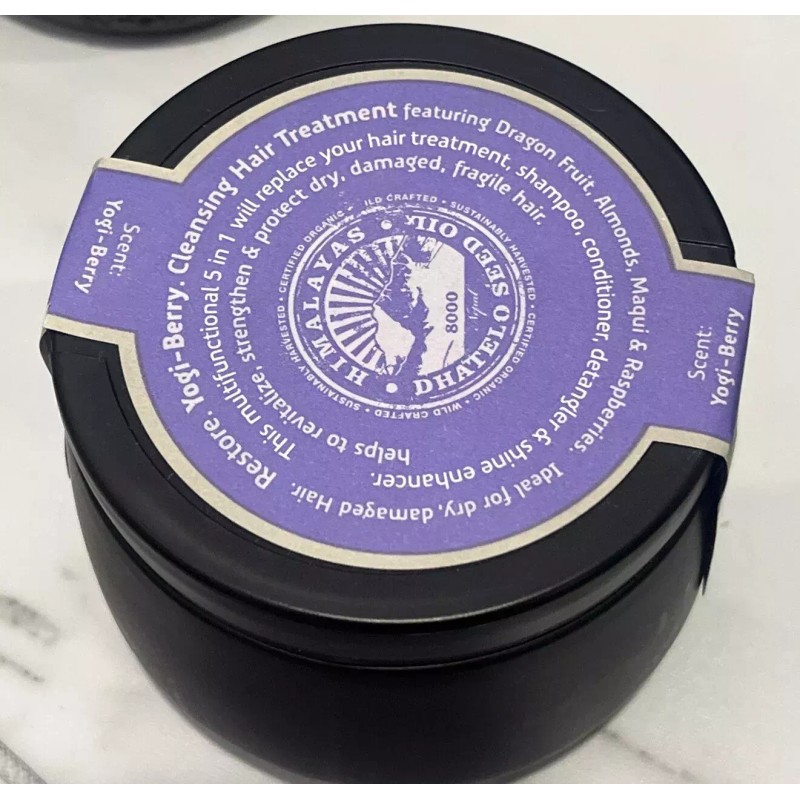 Restore. Yogi-Berry. Cleansing Hair Treatment featuring Dragon Fruit, Almonds, Maqui & Raspberries. Ideal for dry, damaged Hair.
This multifunctional 5 in 1 will replace your hair treatment, shampoo, conditioner, detangler & shine enhancer.
helps to revitalize, strengthen & protect dry, damaged, fragile hair.
SUSTAINABLY HARVESTED • CERTIFIED ORGANIC • ILD CRAFTED • SUSTAINABLY HARVESTED • CERTIFIED ORGANIC • WILD CRAFTED •
HIMALAYAS • DHATELO SEED OIL
8000
Nepal
Scent:
Yogi-Berry
Scent:
Yogi-Berry